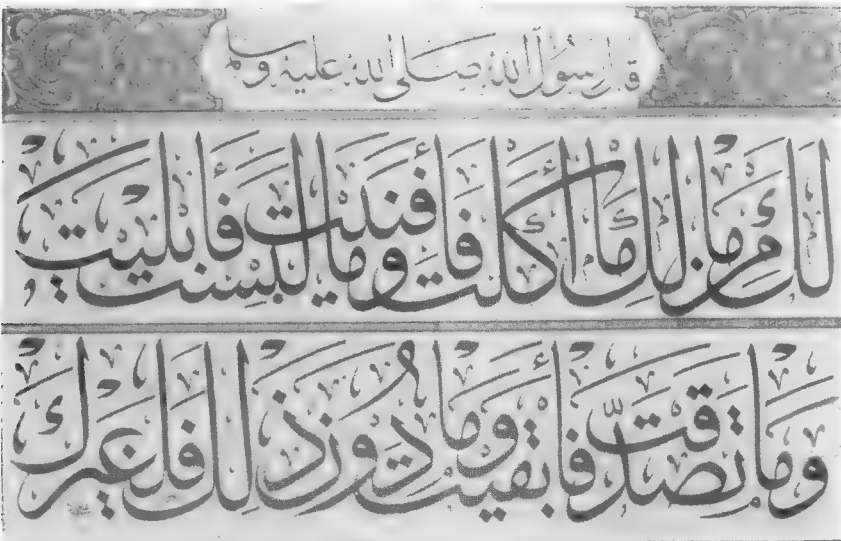 قال رسول الله صلى الله عليه وسلم
لك من مالك ما أكلت فأفنيت وما لبست فأبليت
وما تصدقت فأبقيت وما دون ذلك فلغيرك